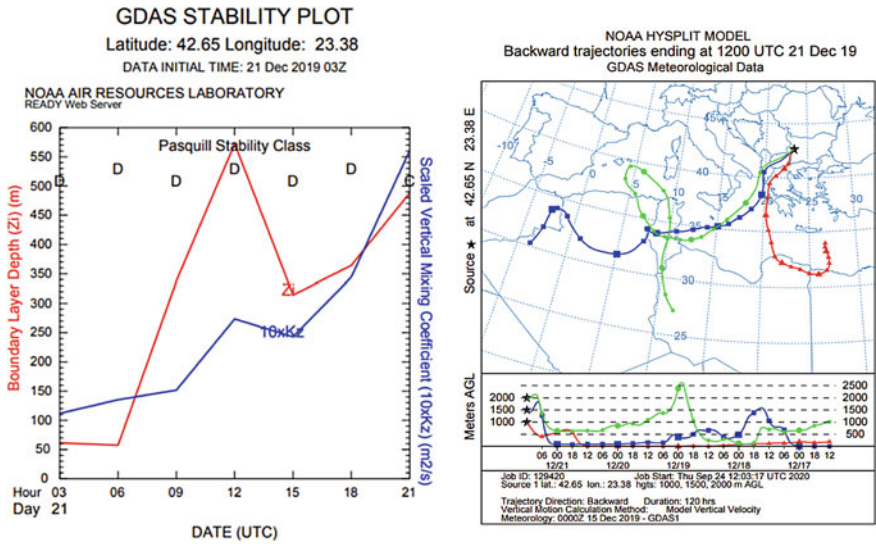 GDAS STABILITY PLOT
Latitude: 42.65 Longitude: 23.38
DATA INITIAL TIME: 21 Dec 2019 03Z
NOAA AIR RESOURCES LABORATORY
READY Web Server
Pasquill Stability Class
D D D D D D C
Boundary Layer Depth (Zi) (m)
600
550
500
450
400
350
300
250
200
150
100
50
0
Zi
10xKz
Scaled Vertical Mixing Coefficient (10xKz) (m2/s)
Hour 03 06 09 12 15 18 21
Day 21
DATE (UTC)
NOAA HYSPLIT MODEL
Backward trajectories ending at 1200 UTC 21 Dec 19
GDAS Meteorological Data
Source ★ at 42.65 N 23.38 E
-10
-5
0
5
10
15
25
30
45
35
30
25
Meters AGL
2000
1500
1000
2500
2000
1500
1000
500
06 00 18 12 06 00 18 12 06 00 18 12 06 00 18 12 06 00 18 12
12/21 12/20 12/19 12/18 12/17
Job ID: 129420 Job Start: Thu Sep 24 12:03:17 UTC 2020
Source 1 lat.: 42.65 lon.: 23.38 hgts: 1000, 1500, 2000 m AGL
Trajectory Direction: Backward Duration: 120 hrs
Vertical Motion Calculation Method: Model Vertical Velocity
Meteorology: 0000Z 15 Dec 2019 - GDAS1